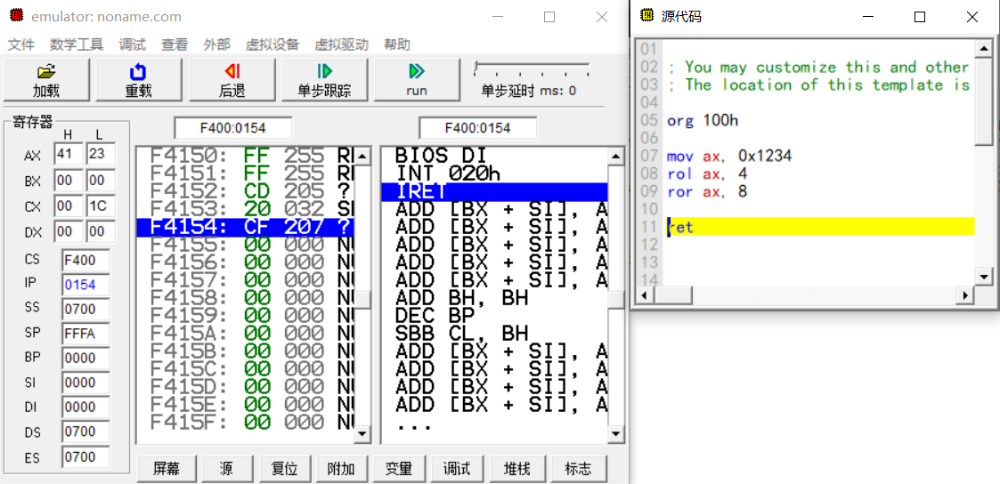 emulator: noname.com
文件 数学工具 调试 查看 外部 虚拟设备 虚拟驱动 帮助
加载 重载 后退 单步跟踪 run 单步延时 ms: 0
寄存器
H L
AX 41 23
BX 00 00
CX 00 1C
DX 00 00
CS F400
IP 0154
SS 0700
SP FFFA
BP 0000
SI 0000
DI 0000
DS 0700
ES 0700
F400:0154
F4150: FF 255
F4151: FF 255
F4152: CD 205 ?
F4153: 20 032
F4154: CF 207 ?
F4155: 00 000
F4156: 00 000
F4157: 00 000
F4158: 00 000
F4159: 00 000
F415A: 00 000
F415B: 00 000
F415C: 00 000
F415D: 00 000
F415E: 00 000
F415F: 00 000
F400:0154
BIOS DI
INT 020h
IRET
ADD [BX + SI], A
ADD [BX + SI], A
ADD [BX + SI], A
ADD [BX + SI], A
ADD [BX + SI], A
ADD BH, BH
DEC BP
SBB CL, BH
ADD [BX + SI], A
ADD [BX + SI], A
ADD [BX + SI], A
ADD [BX + SI], A
...
屏幕 源 复位 附加 变量 调试 堆栈 标志
源代码
01
02 ; You may customize this and other
03 ; The location of this template is
04
05 org 100h
06
07 mov ax, 0x1234
08 rol ax, 4
09 ror ax, 8
10
11 ret
12
13
14